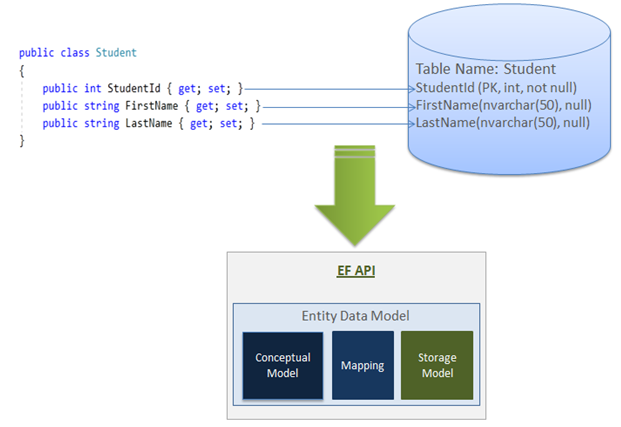 public class Student
{
public int StudentId { get; set; }
public string FirstName { get; set; }
public string LastName { get; set; }
}
Table Name: Student
StudentId (PK, int, not null)
FirstName(nvarchar(50), null)
LastName(nvarchar(50), null)
EF API
Entity Data Model
Conceptual
Model
Mapping
Storage
Model